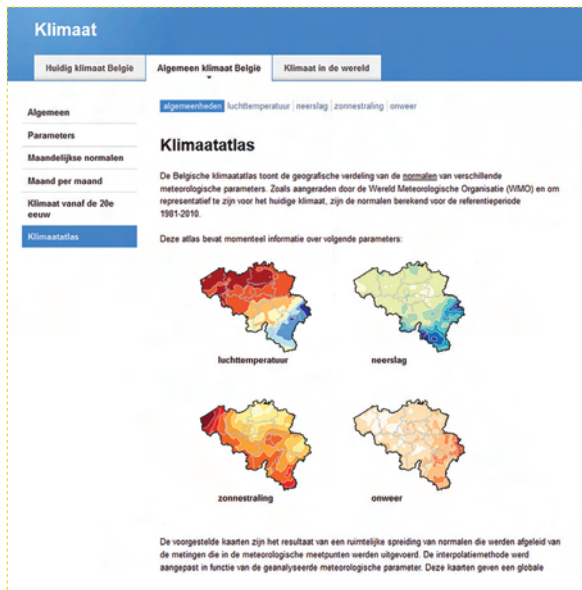 Klimaat
Huidig klimaat België
Algemeen klimaat België
Klimaat in de wereld
Algemeen
Parameters
Maandelijkse normalen
Maand per maand
Klimaat vanaf de 20e
eeuw
Klimaatatlas
algemeenheden luchttemperatuur neerslag zonnestraling onweer
Klimaatatlas
De Belgische klimaatatlas toont de geografische verdeling van de normalen van verschillende
meteorologische parameters. Zoals aangeraden door de Wereld Meteorologische Organisatie (WMO) en om
representatief te zijn voor het huidige klimaat, zijn de normalen berekend voor de referentieperiode
1981-2010.
Deze atlas bevat momenteel informatie over volgende parameters:
luchttemperatuur
neerslag
zonnestraling
onweer
De voorgestelde kaarten zijn het resultaat van een ruimtelijke spreiding van normalen die werden afgeleid van
de metingen die in de meteorologische meetpunten werden uitgevoerd. De interpolatiemethode werd
aangepast in functie van de geanalyseerde meteorologische parameter. Deze kaarten geven een globale